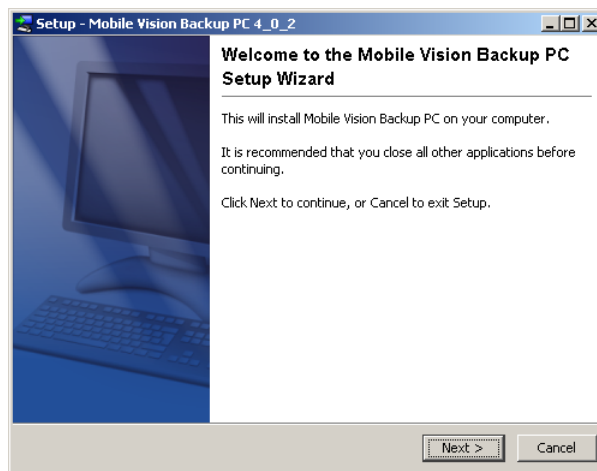 Setup - Mobile Vision Backup PC 4_0_2
Welcome to the Mobile Vision Backup PC
Setup Wizard
This will install Mobile Vision Backup PC on your computer.
It is recommended that you close all other applications before
continuing.
Click Next to continue, or Cancel to exit Setup.
Next >
Cancel